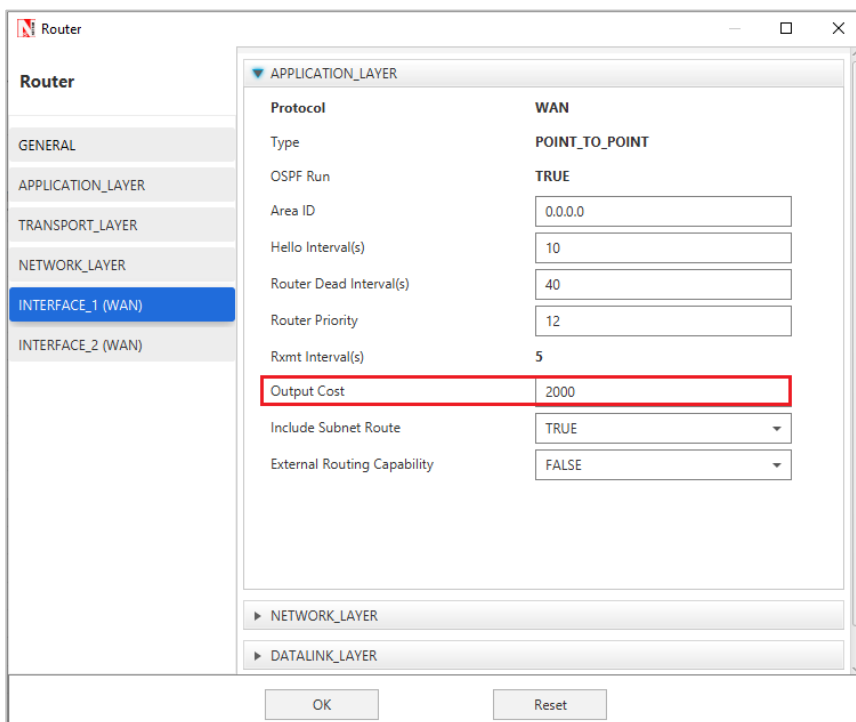 Router
Router
GENERAL
APPLICATION_LAYER
TRANSPORT_LAYER
NETWORK_LAYER
INTERFACE_1 (WAN)
INTERFACE_2 (WAN)
APPLICATION_LAYER
Protocol WAN
Type POINT_TO_POINT
OSPF Run TRUE
Area ID 0.0.0.0
Hello Interval(s) 10
Router Dead Interval(s) 40
Router Priority 12
Rxmt Interval(s) 5
Output Cost 2000
Include Subnet Route TRUE
External Routing Capability FALSE
NETWORK_LAYER
DATALINK_LAYER
OK Reset